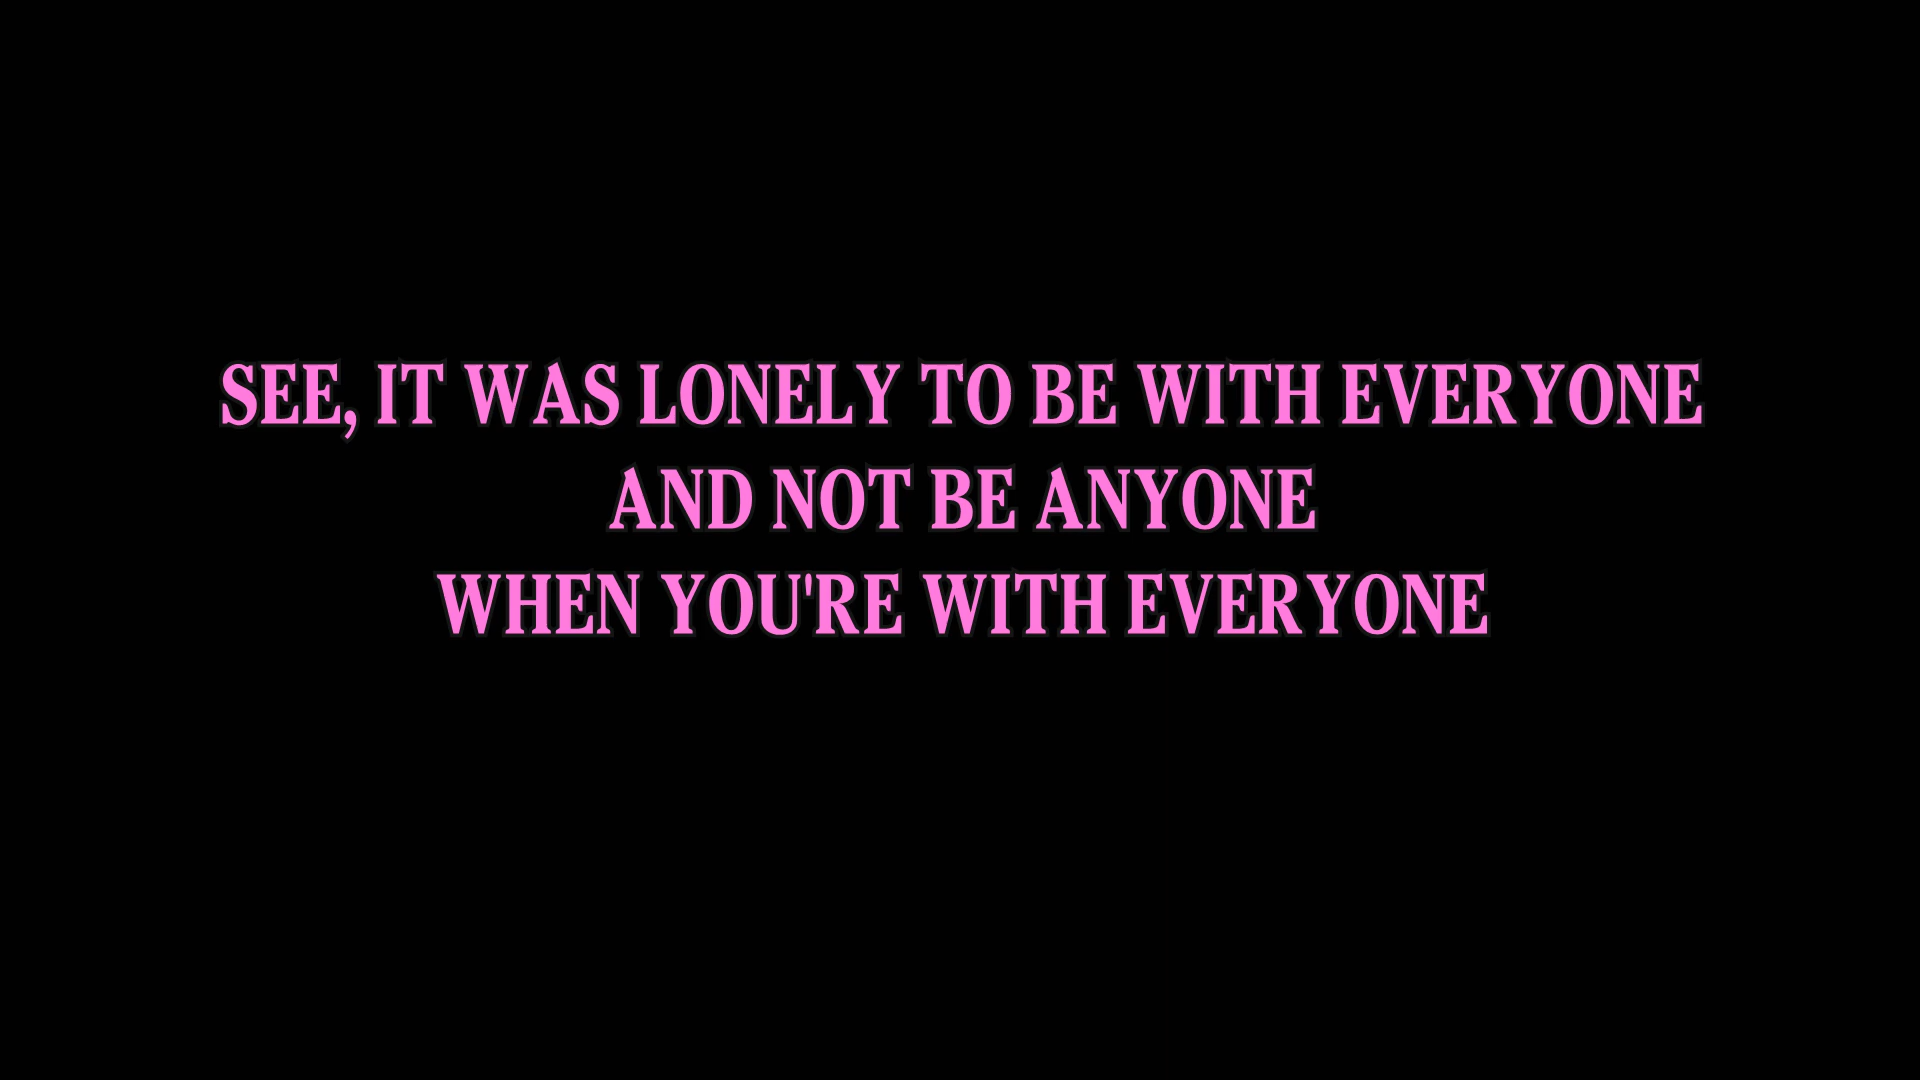 SEE, IT WAS LONELY TO BE WITH EVERYONE
AND NOT BE ANYONE
WHEN YOU'RE WITH EVERYONE